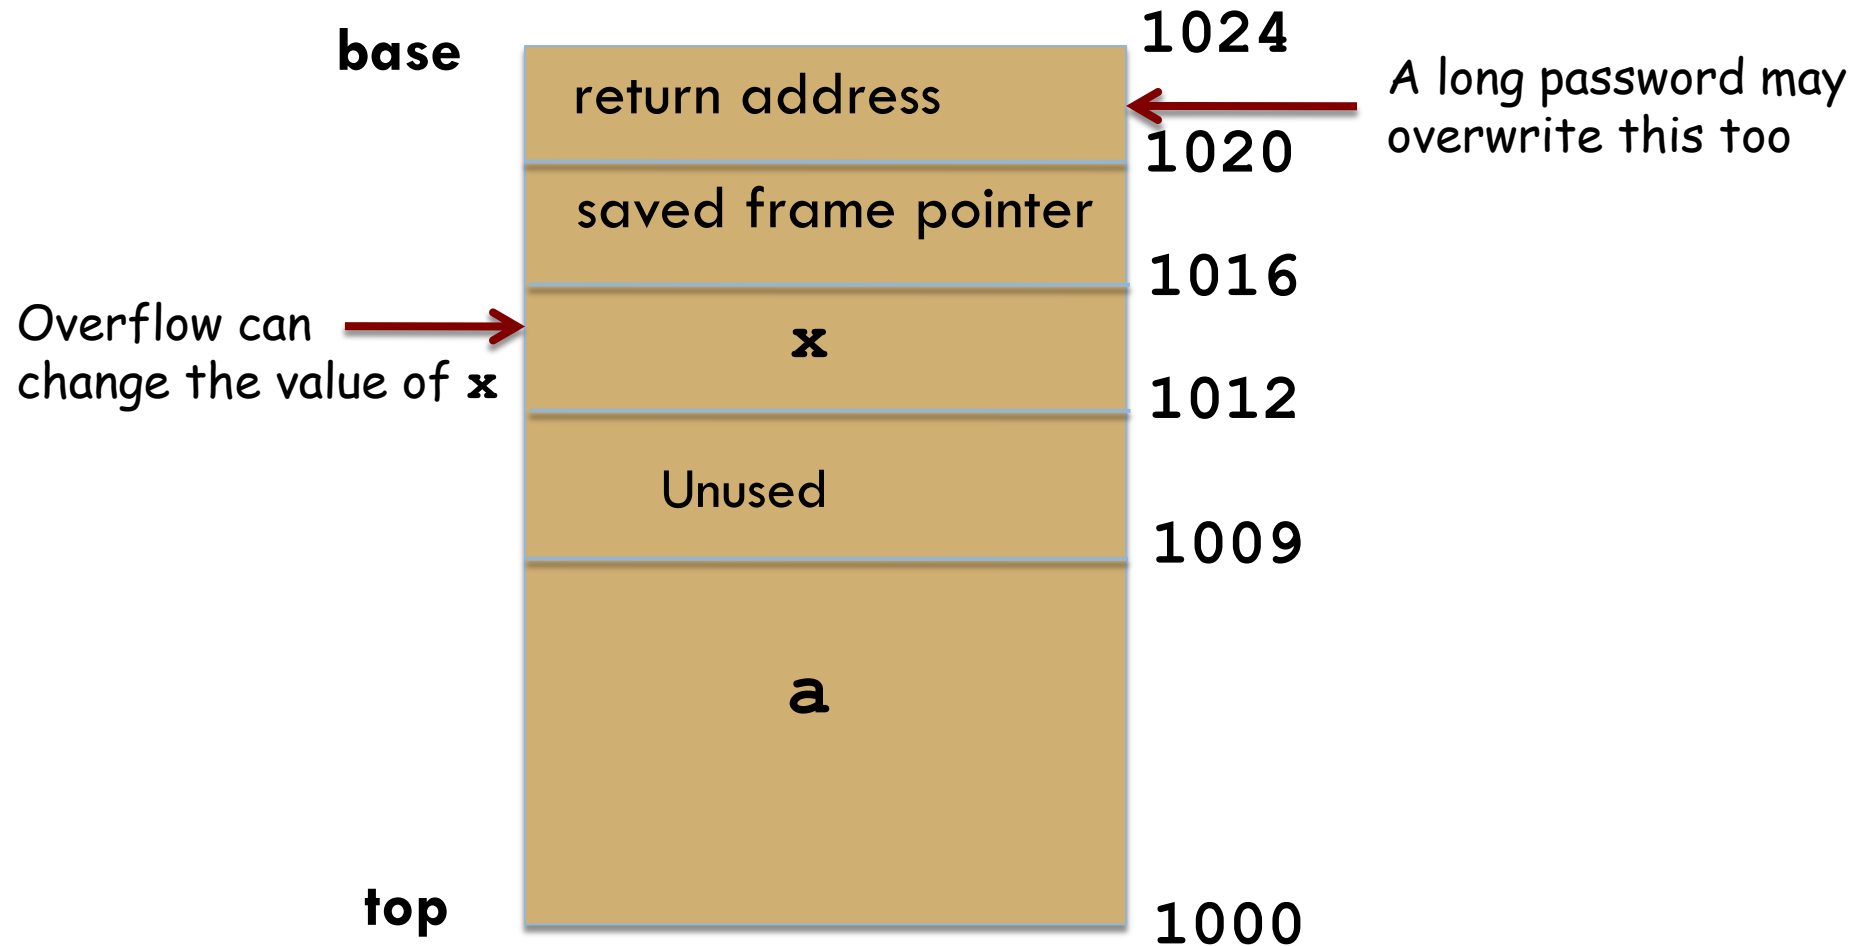 base
1024
return address
A long password may
overwrite this too
1020
saved frame pointer
1016
Overflow can
change the value of x
x
1012
Unused
1009
a
top
1000